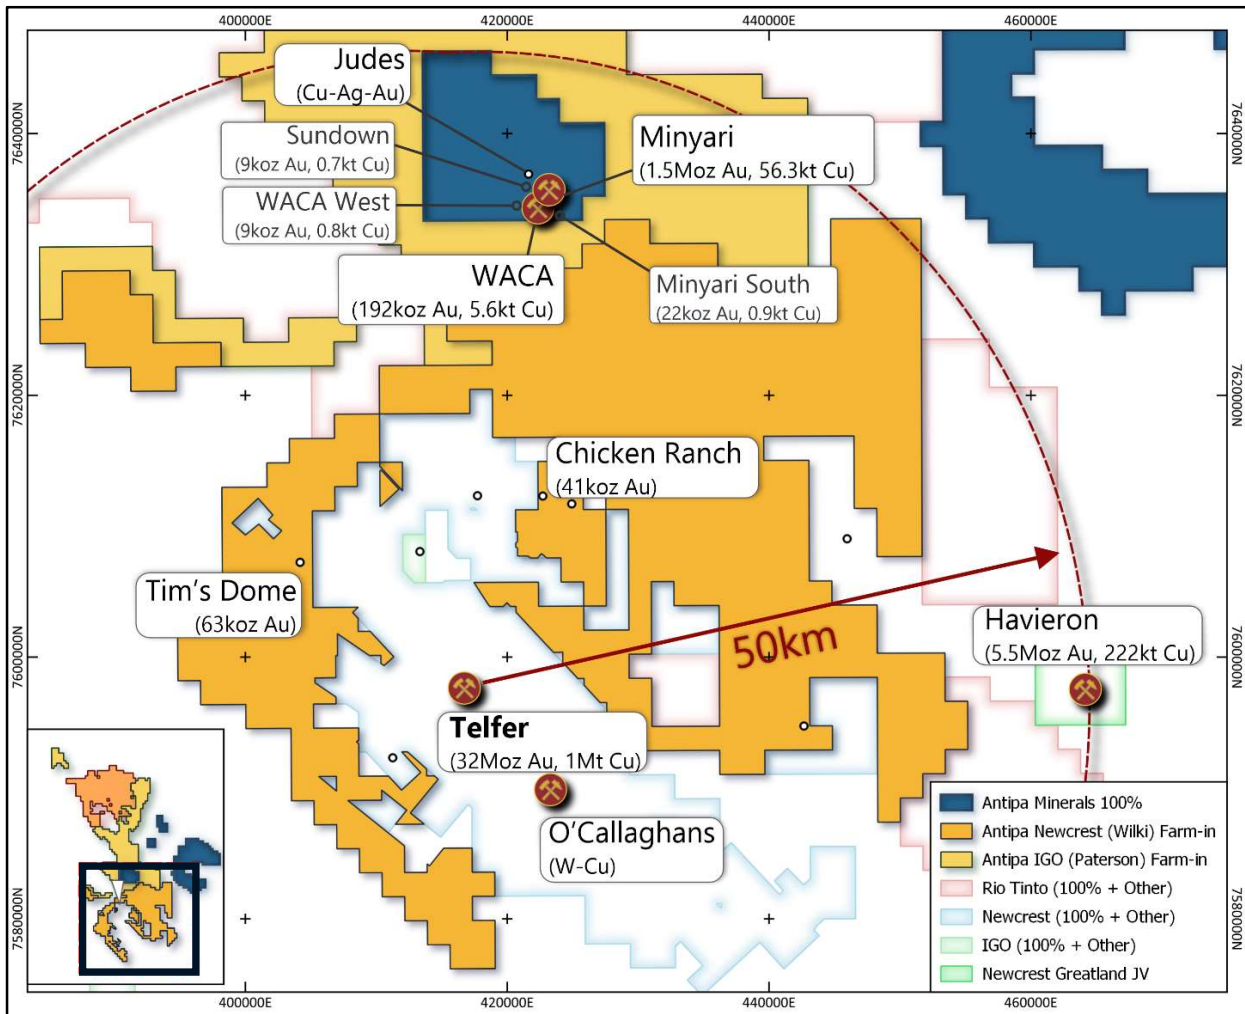 400000E
420000E
440000E
460000E
7640000N
7640000N
7620000N
7620000N
7600000N
7600000N
7580000N
7580000N
Judes
(Cu-Ag-Au)
Sundown
(9koz Au, 0.7kt Cu)
WACA West
(9koz Au, 0.8kt Cu)
Minyari
(1.5Moz Au, 56.3kt Cu)
WACA
(192koz Au, 5.6kt Cu)
Minyari South
(22koz Au, 0.9kt Cu)
Chicken Ranch
(41koz Au)
Tim's Dome
(63koz Au)
50km
Havieron
(5.5Moz Au, 222kt Cu)
Telfer
(32Moz Au, 1Mt Cu)
O'Callaghans
(W-Cu)
Antipa Minerals 100%
Antipa Newcrest (Wilki) Farm-in
Antipa IGO (Paterson) Farm-in
Rio Tinto (100% + Other)
Newcrest (100% + Other)
IGO (100% + Other)
Newcrest Greatland JV
400000E
420000E
440000E
460000E